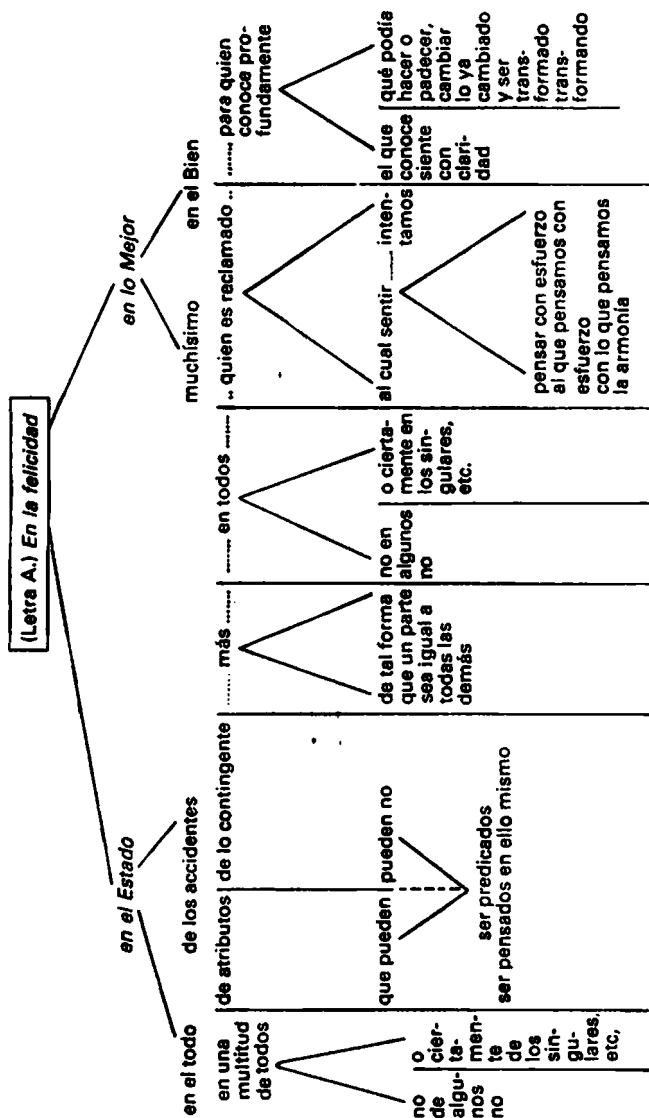 (Letra A.) En la felicidad
en el Estado
en lo Mejor
en el todo
de los accidentes
muchísimo
en el Bien
en una
multitud
de todos
no
de
algu-
nos
no
o
cier-
ta-
men-
te
de
los
sin-
gu-
lares,
etc,
de atributos
de lo contingente
que pueden
pueden no
ser predicados
ser pensados en ello mismo
........ más ........
de tal forma
que un parte
sea igual a
todas las
demás
........ en todos ........
no en
algunos
no
o cierta-
mente en
los sin-
gulares,
etc.
.. quien es reclamado ..
al cual sentir ........ inten-
tamos
pensar con esfuerzo
al que pensamos con
esfuerzo
con lo que pensamos
la armonía
........ para quien
conoce pro-
fundamente
el que
conoce
siente
con
clari-
dad
qué podía
hacer o
padecer,
cambiar
lo ya
cambiado
y ser
trans-
formado
trans-
formando